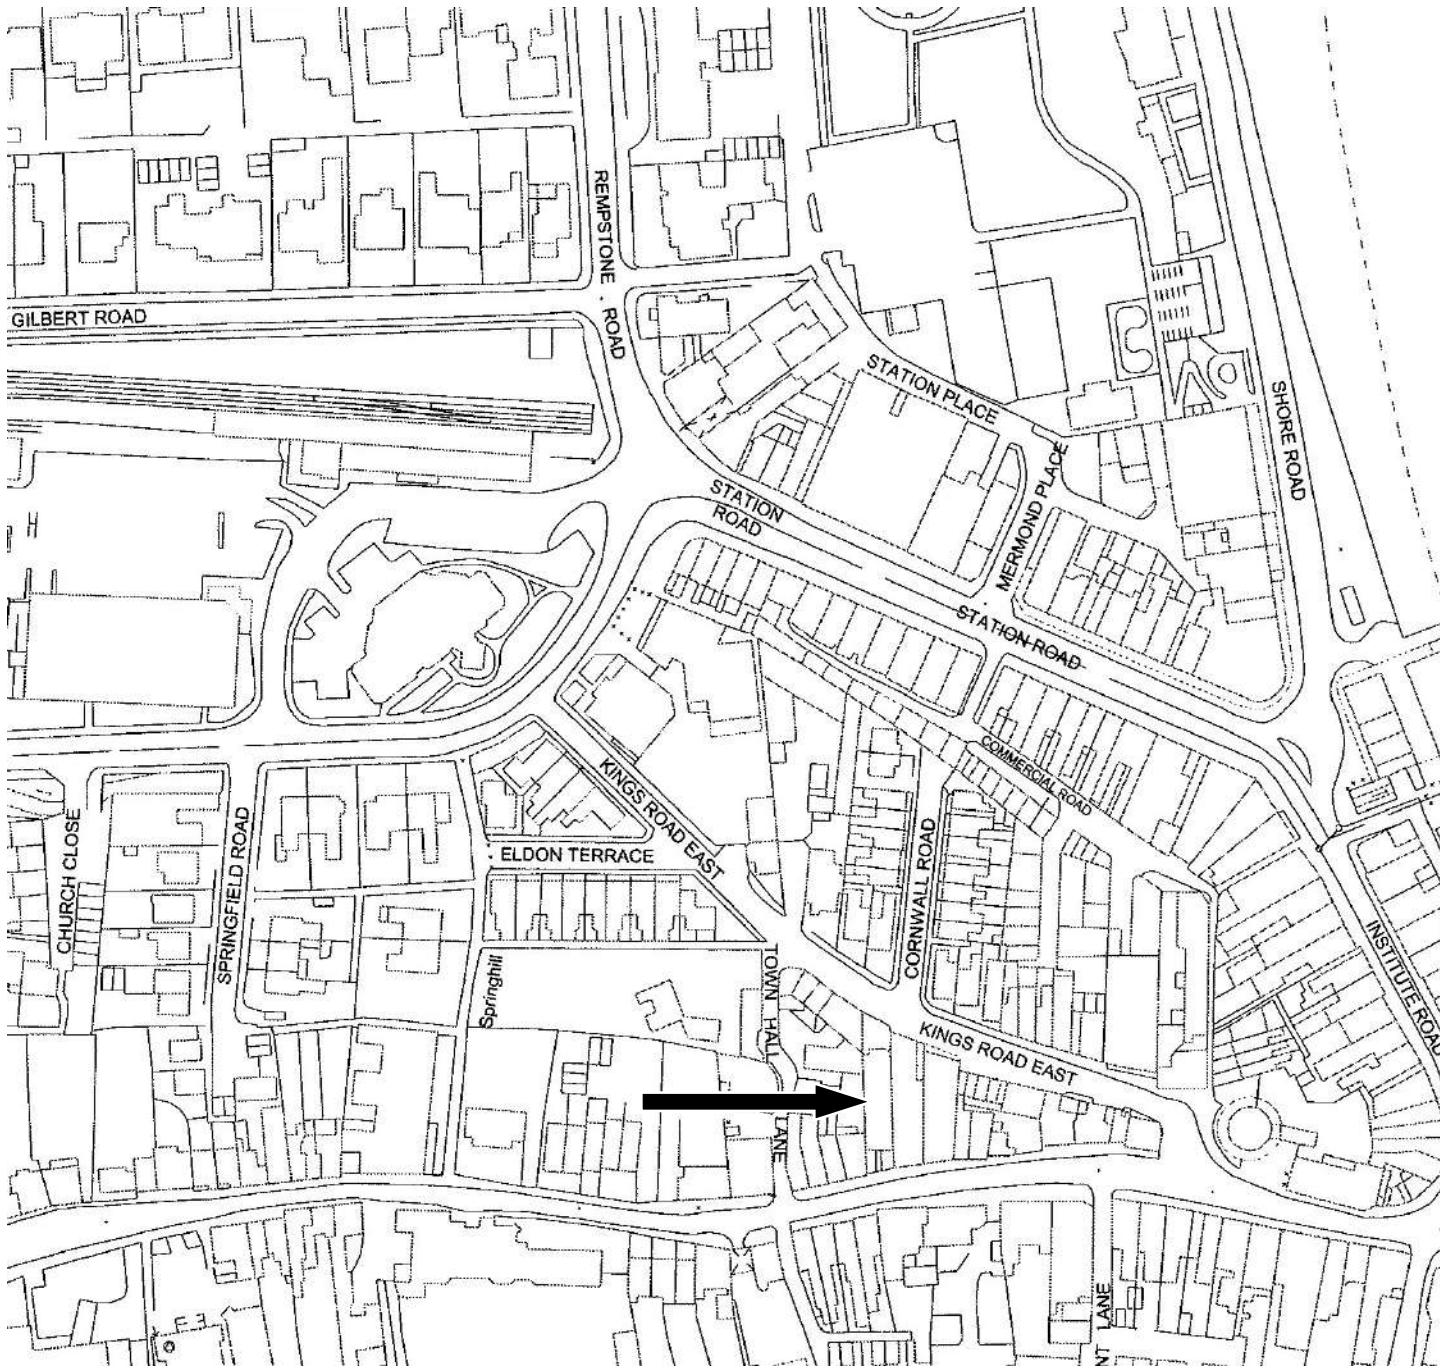 REMPSTONE ROAD
GILBERT ROAD
STATION PLACE
SHORE ROAD
MERMOND PLACE
STATION
ROAD
STATION ROAD
COMMERCIAL ROAD
KINGS ROAD EAST
ELDON TERRACE
CHURCH CLOSE
SPRINGFIELD ROAD
CORNWALL ROAD
Springhill
TOWN HALL LANE
INSTITUTE ROAD
KINGS ROAD EAST
LANE